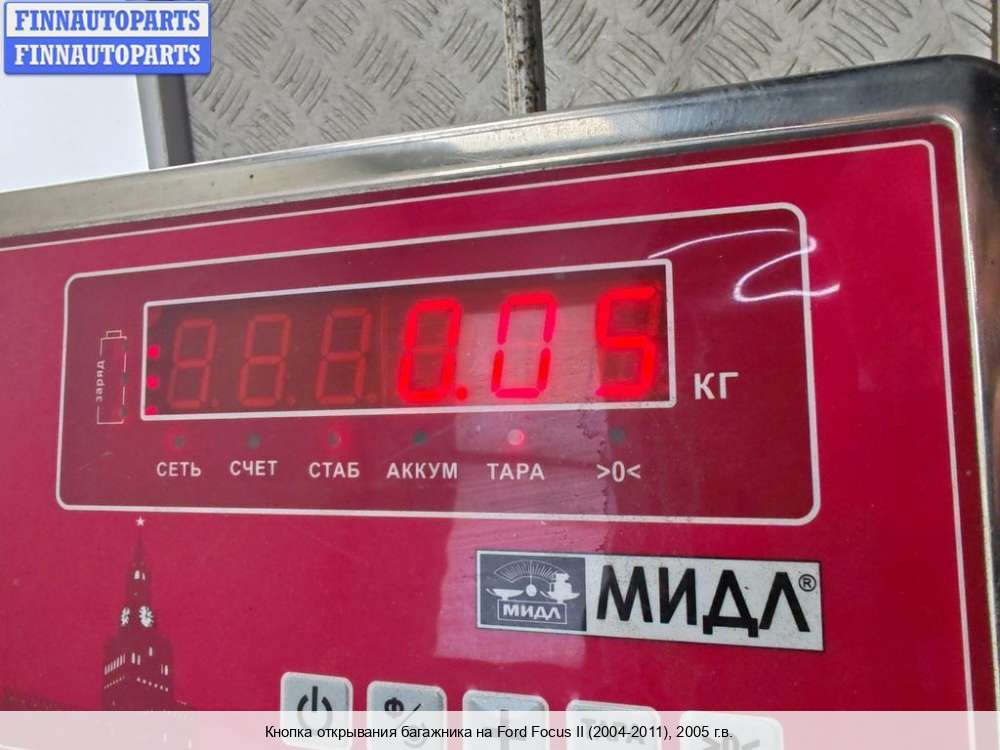 FINNAUTOPARTS
FINNAUTOPARTS
заряд
0.05 КГ
СЕТЬ СЧЕТ СТАБ АККУМ ТАРА >0<
МИДЛ МИДЛ®
ТАРА
Кнопка открывания багажника на Ford Focus II (2004-2011), 2005 г.в.